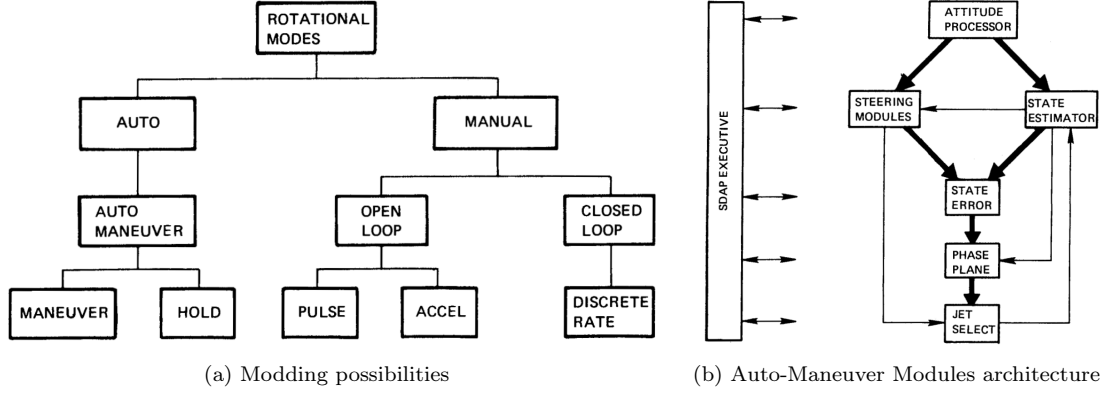 ROTATIONAL
MODES
AUTO
MANUAL
AUTO
MANEUVER
OPEN
LOOP
CLOSED
LOOP
MANEUVER
HOLD
PULSE
ACCEL
DISCRETE
RATE
(a) Modding possibilities
SDAP EXECUTIVE
ATTITUDE
PROCESSOR
STEERING
MODULES
STATE
ESTIMATOR
STATE
ERROR
PHASE
PLANE
JET
SELECT
(b) Auto-Maneuver Modules architecture